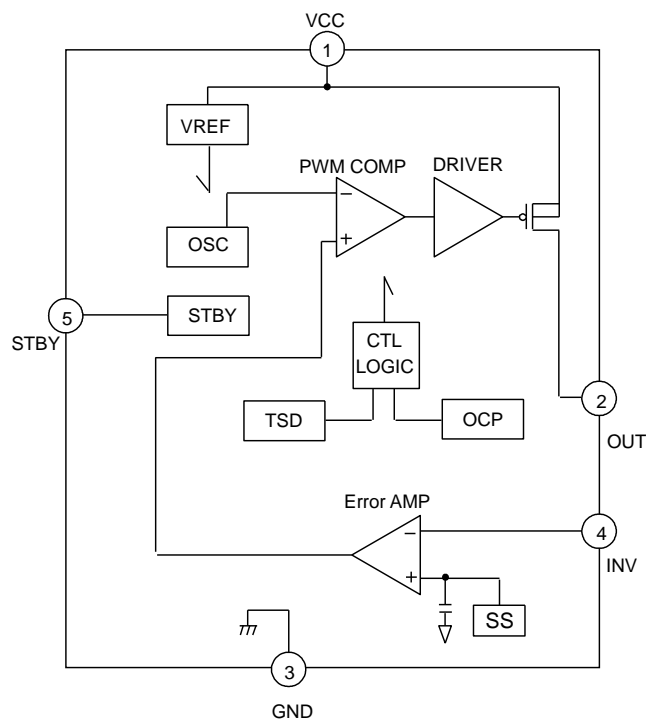 VCC
1
VREF
PWM COMP
DRIVER
−
OSC
+
5
STBY
STBY
CTL
LOGIC
2
TSD
OCP
OUT
Error AMP
−
4
INV
+
SS
3
GND